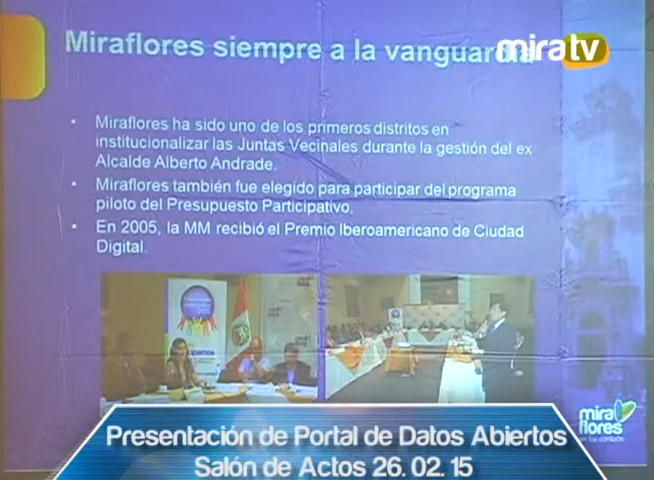 Miraflores siempre a la vanguardia
miratv
• Miraflores ha sido uno de los primeros distritos en
institucionalizar las Juntas Vecinales durante la gestión del ex
Alcalde Alberto Andrade.
• Miraflores también fue elegido para participar del programa
piloto del Presupuesto Participativo.
• En 2005, la MM recibió el Premio Iberoamericano de Ciudad
Digital.
mira
flores
Presentación de Portal de Datos Abiertos
Salón de Actos 26. 02. 15